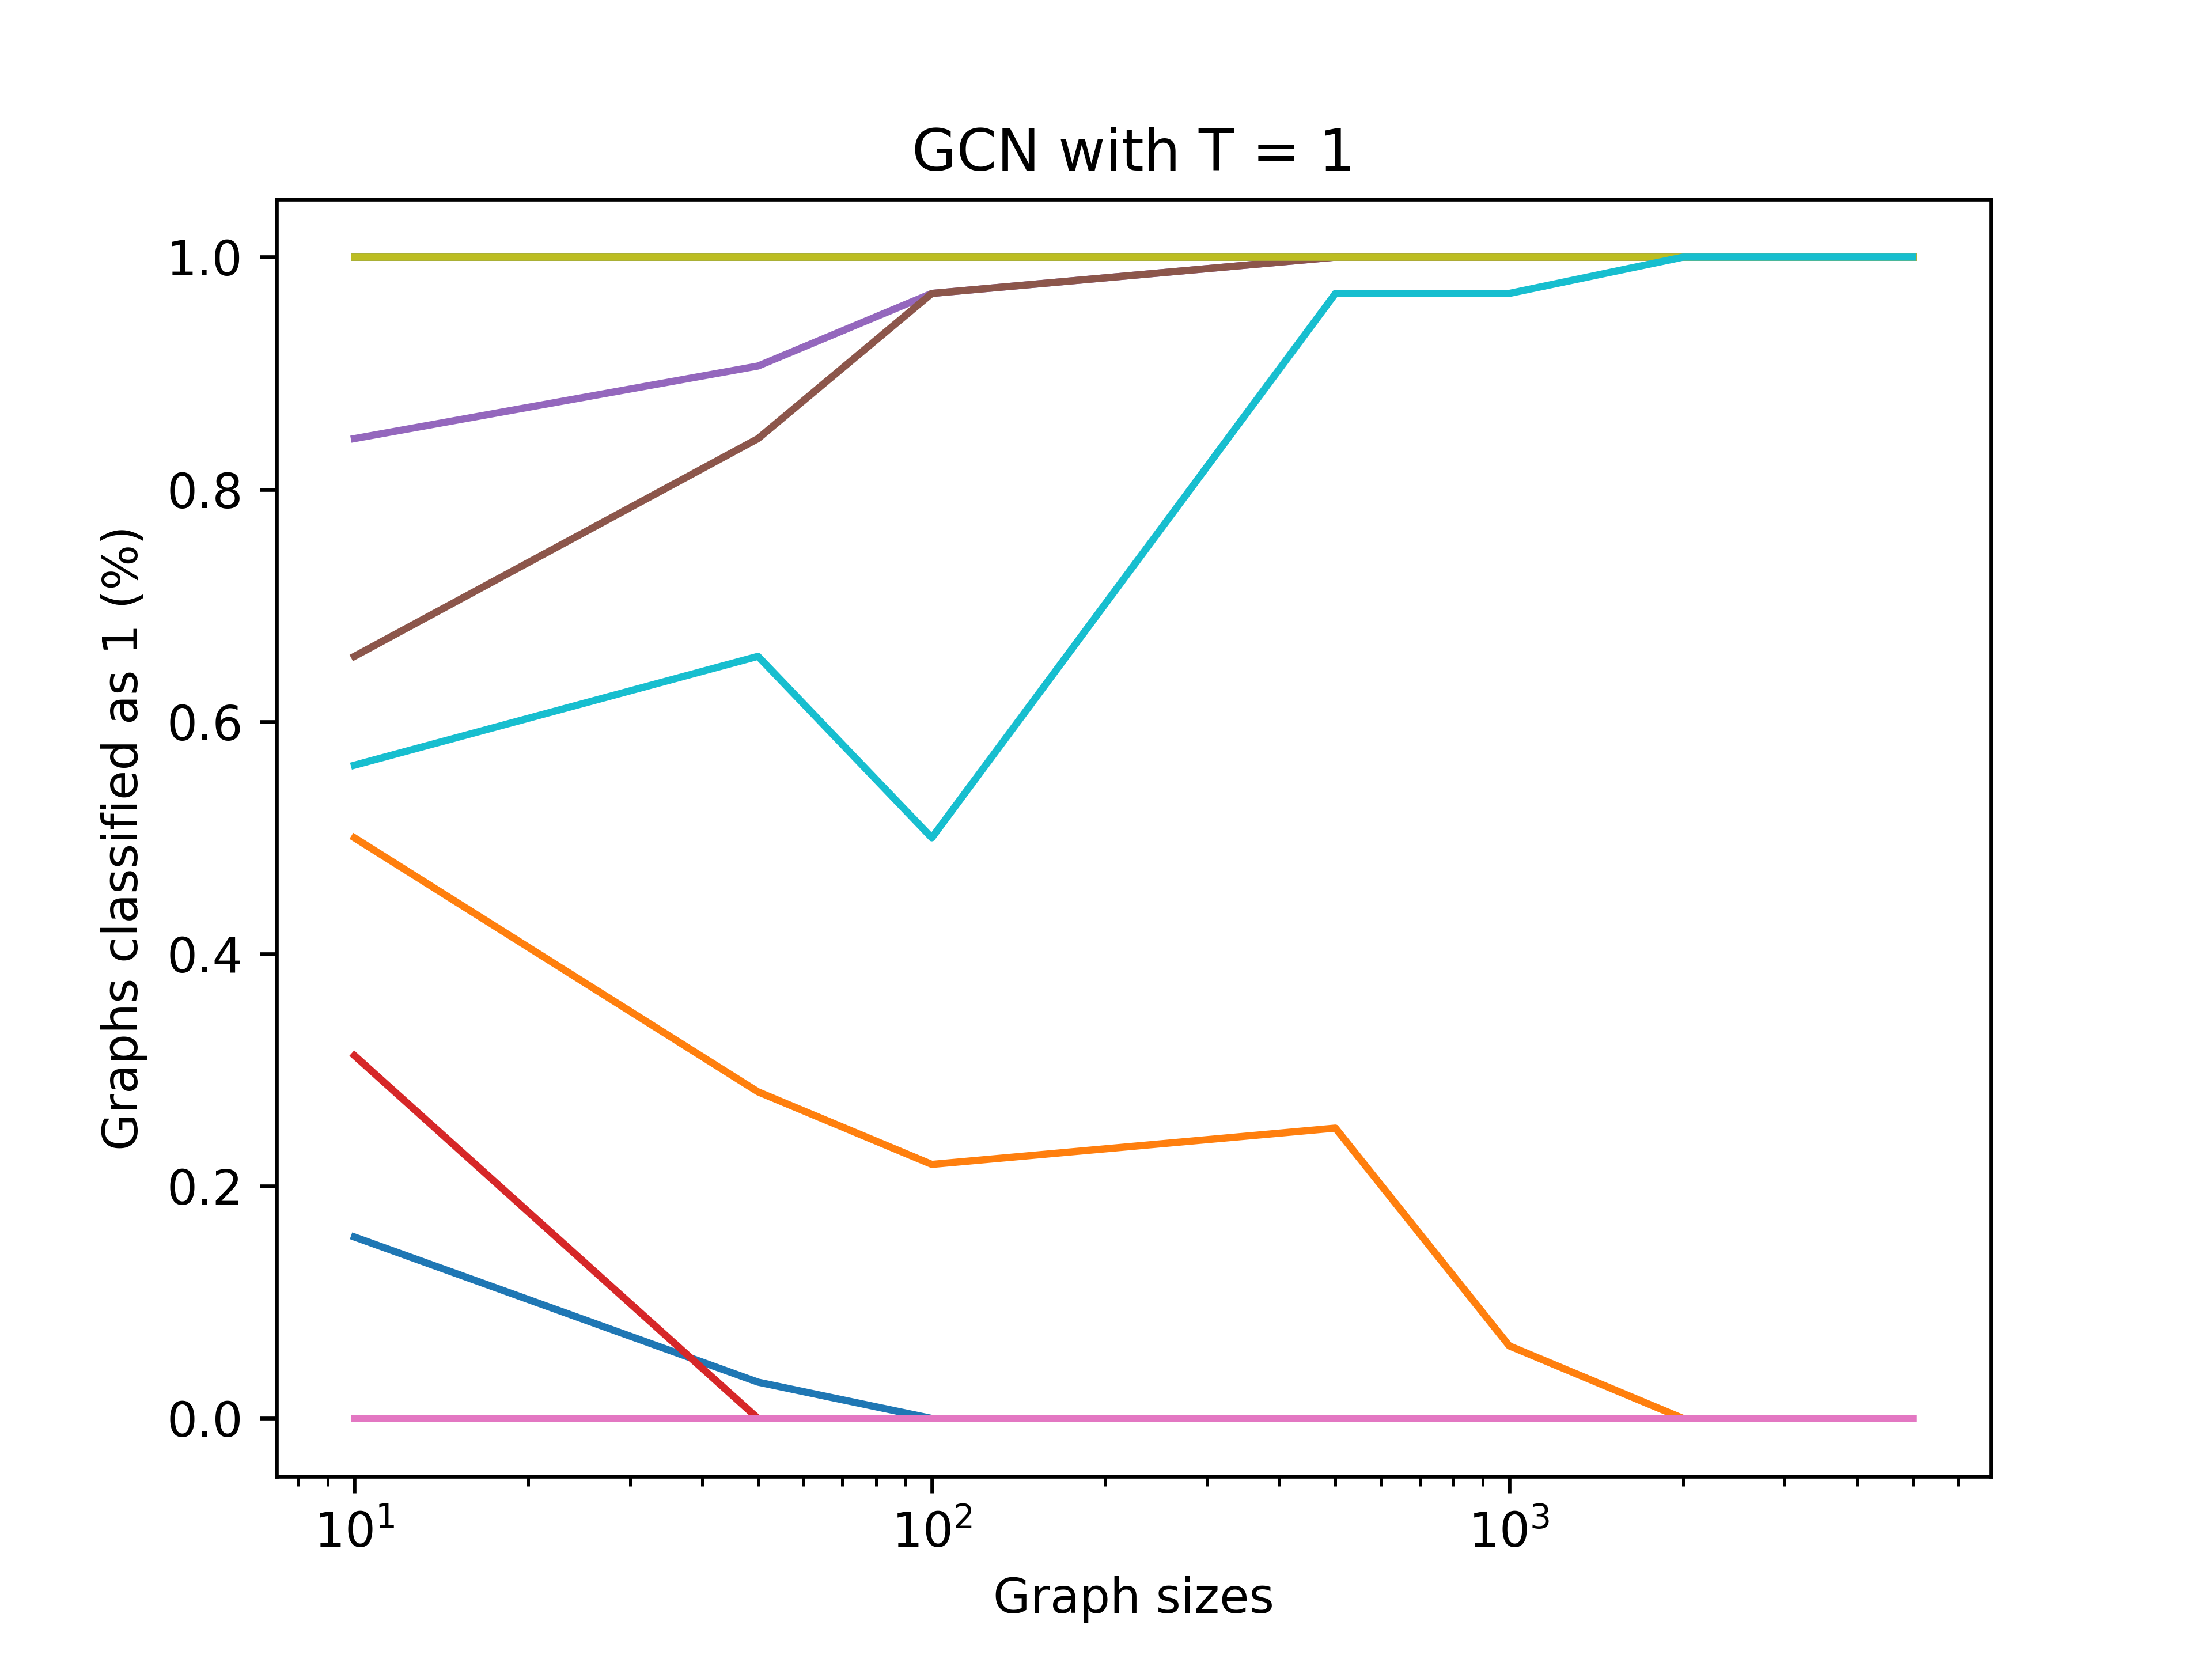 GCN with T = 1
Graphs classified as 1 (%)
1.0
0.8
0.6
0.4
0.2
0.0
10¹ 10² 10³
Graph sizes